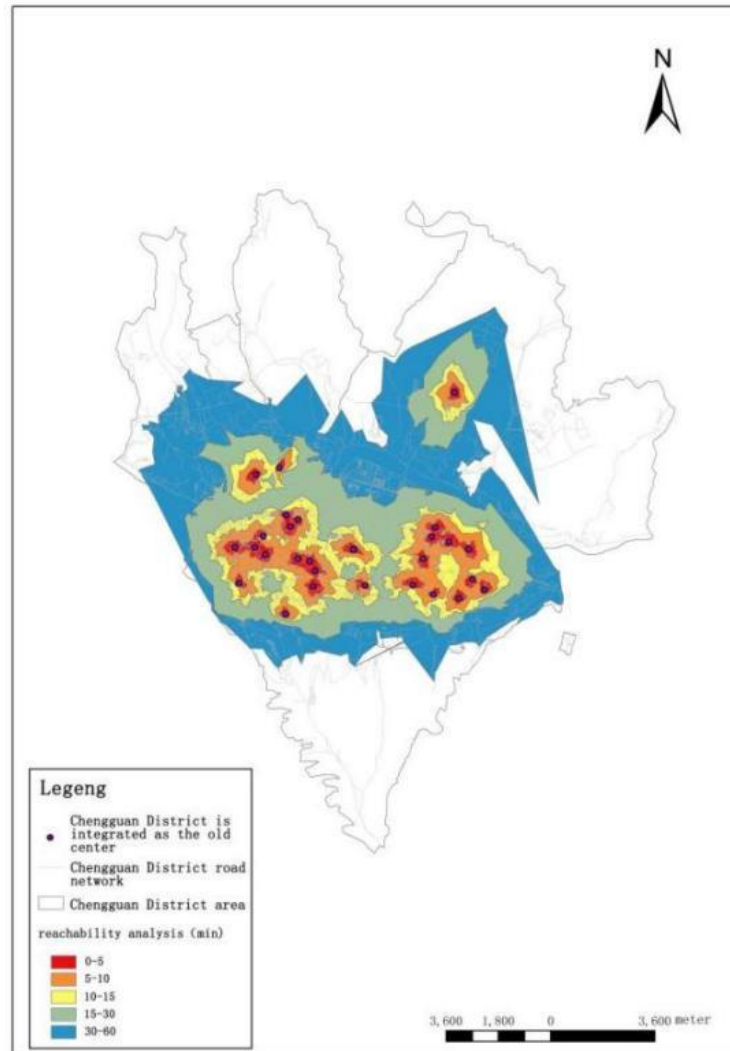 N
Legeng
Chengguan District is
integrated as the old
center
Chengguan District road
network
Chengguan District area
reachability analysis (min)
0-5
5-10
10-15
15-30
30-60
3,600 1,800 0 3,600 meter